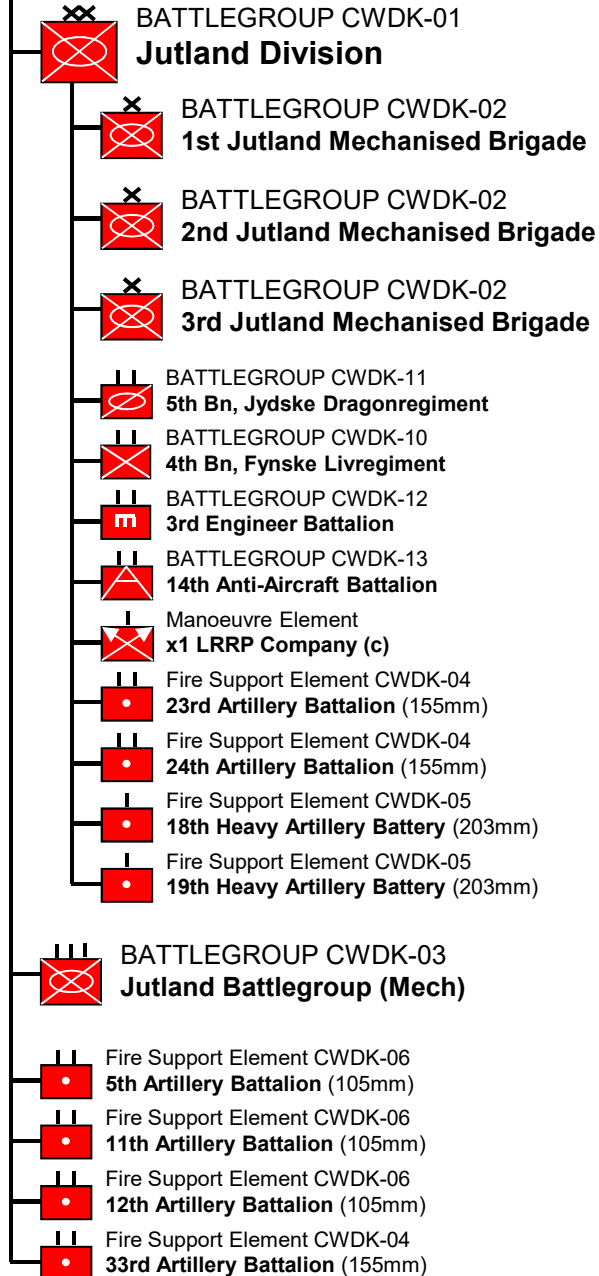 BATTLEGROUP CWDK-01
Jutland Division
BATTLEGROUP CWDK-02
1st Jutland Mechanised Brigade
BATTLEGROUP CWDK-02
2nd Jutland Mechanised Brigade
BATTLEGROUP CWDK-02
3rd Jutland Mechanised Brigade
BATTLEGROUP CWDK-11
5th Bn, Jydske Dragonregiment
BATTLEGROUP CWDK-10
4th Bn, Fynske Livregiment
BATTLEGROUP CWDK-12
3rd Engineer Battalion
BATTLEGROUP CWDK-13
14th Anti-Aircraft Battalion
Manoeuvre Element
x1 LRRP Company (c)
Fire Support Element CWDK-04
23rd Artillery Battalion (155mm)
Fire Support Element CWDK-04
24th Artillery Battalion (155mm)
Fire Support Element CWDK-05
18th Heavy Artillery Battery (203mm)
Fire Support Element CWDK-05
19th Heavy Artillery Battery (203mm)
BATTLEGROUP CWDK-03
Jutland Battlegroup (Mech)
Fire Support Element CWDK-06
5th Artillery Battalion (105mm)
Fire Support Element CWDK-06
11th Artillery Battalion (105mm)
Fire Support Element CWDK-06
12th Artillery Battalion (105mm)
Fire Support Element CWDK-04
33rd Artillery Battalion (155mm)